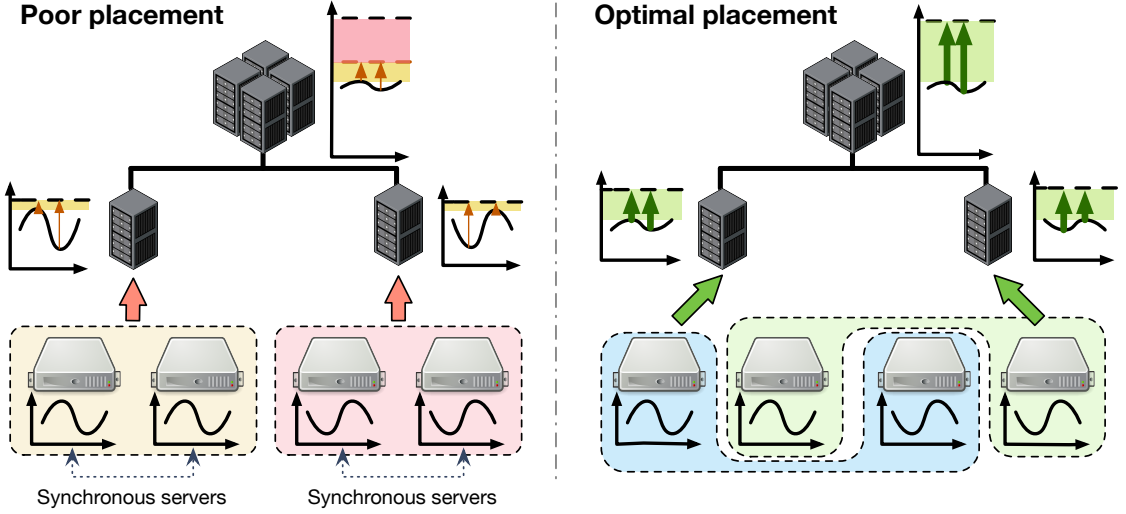 Poor placement
Optimal placement
Synchronous servers
Synchronous servers